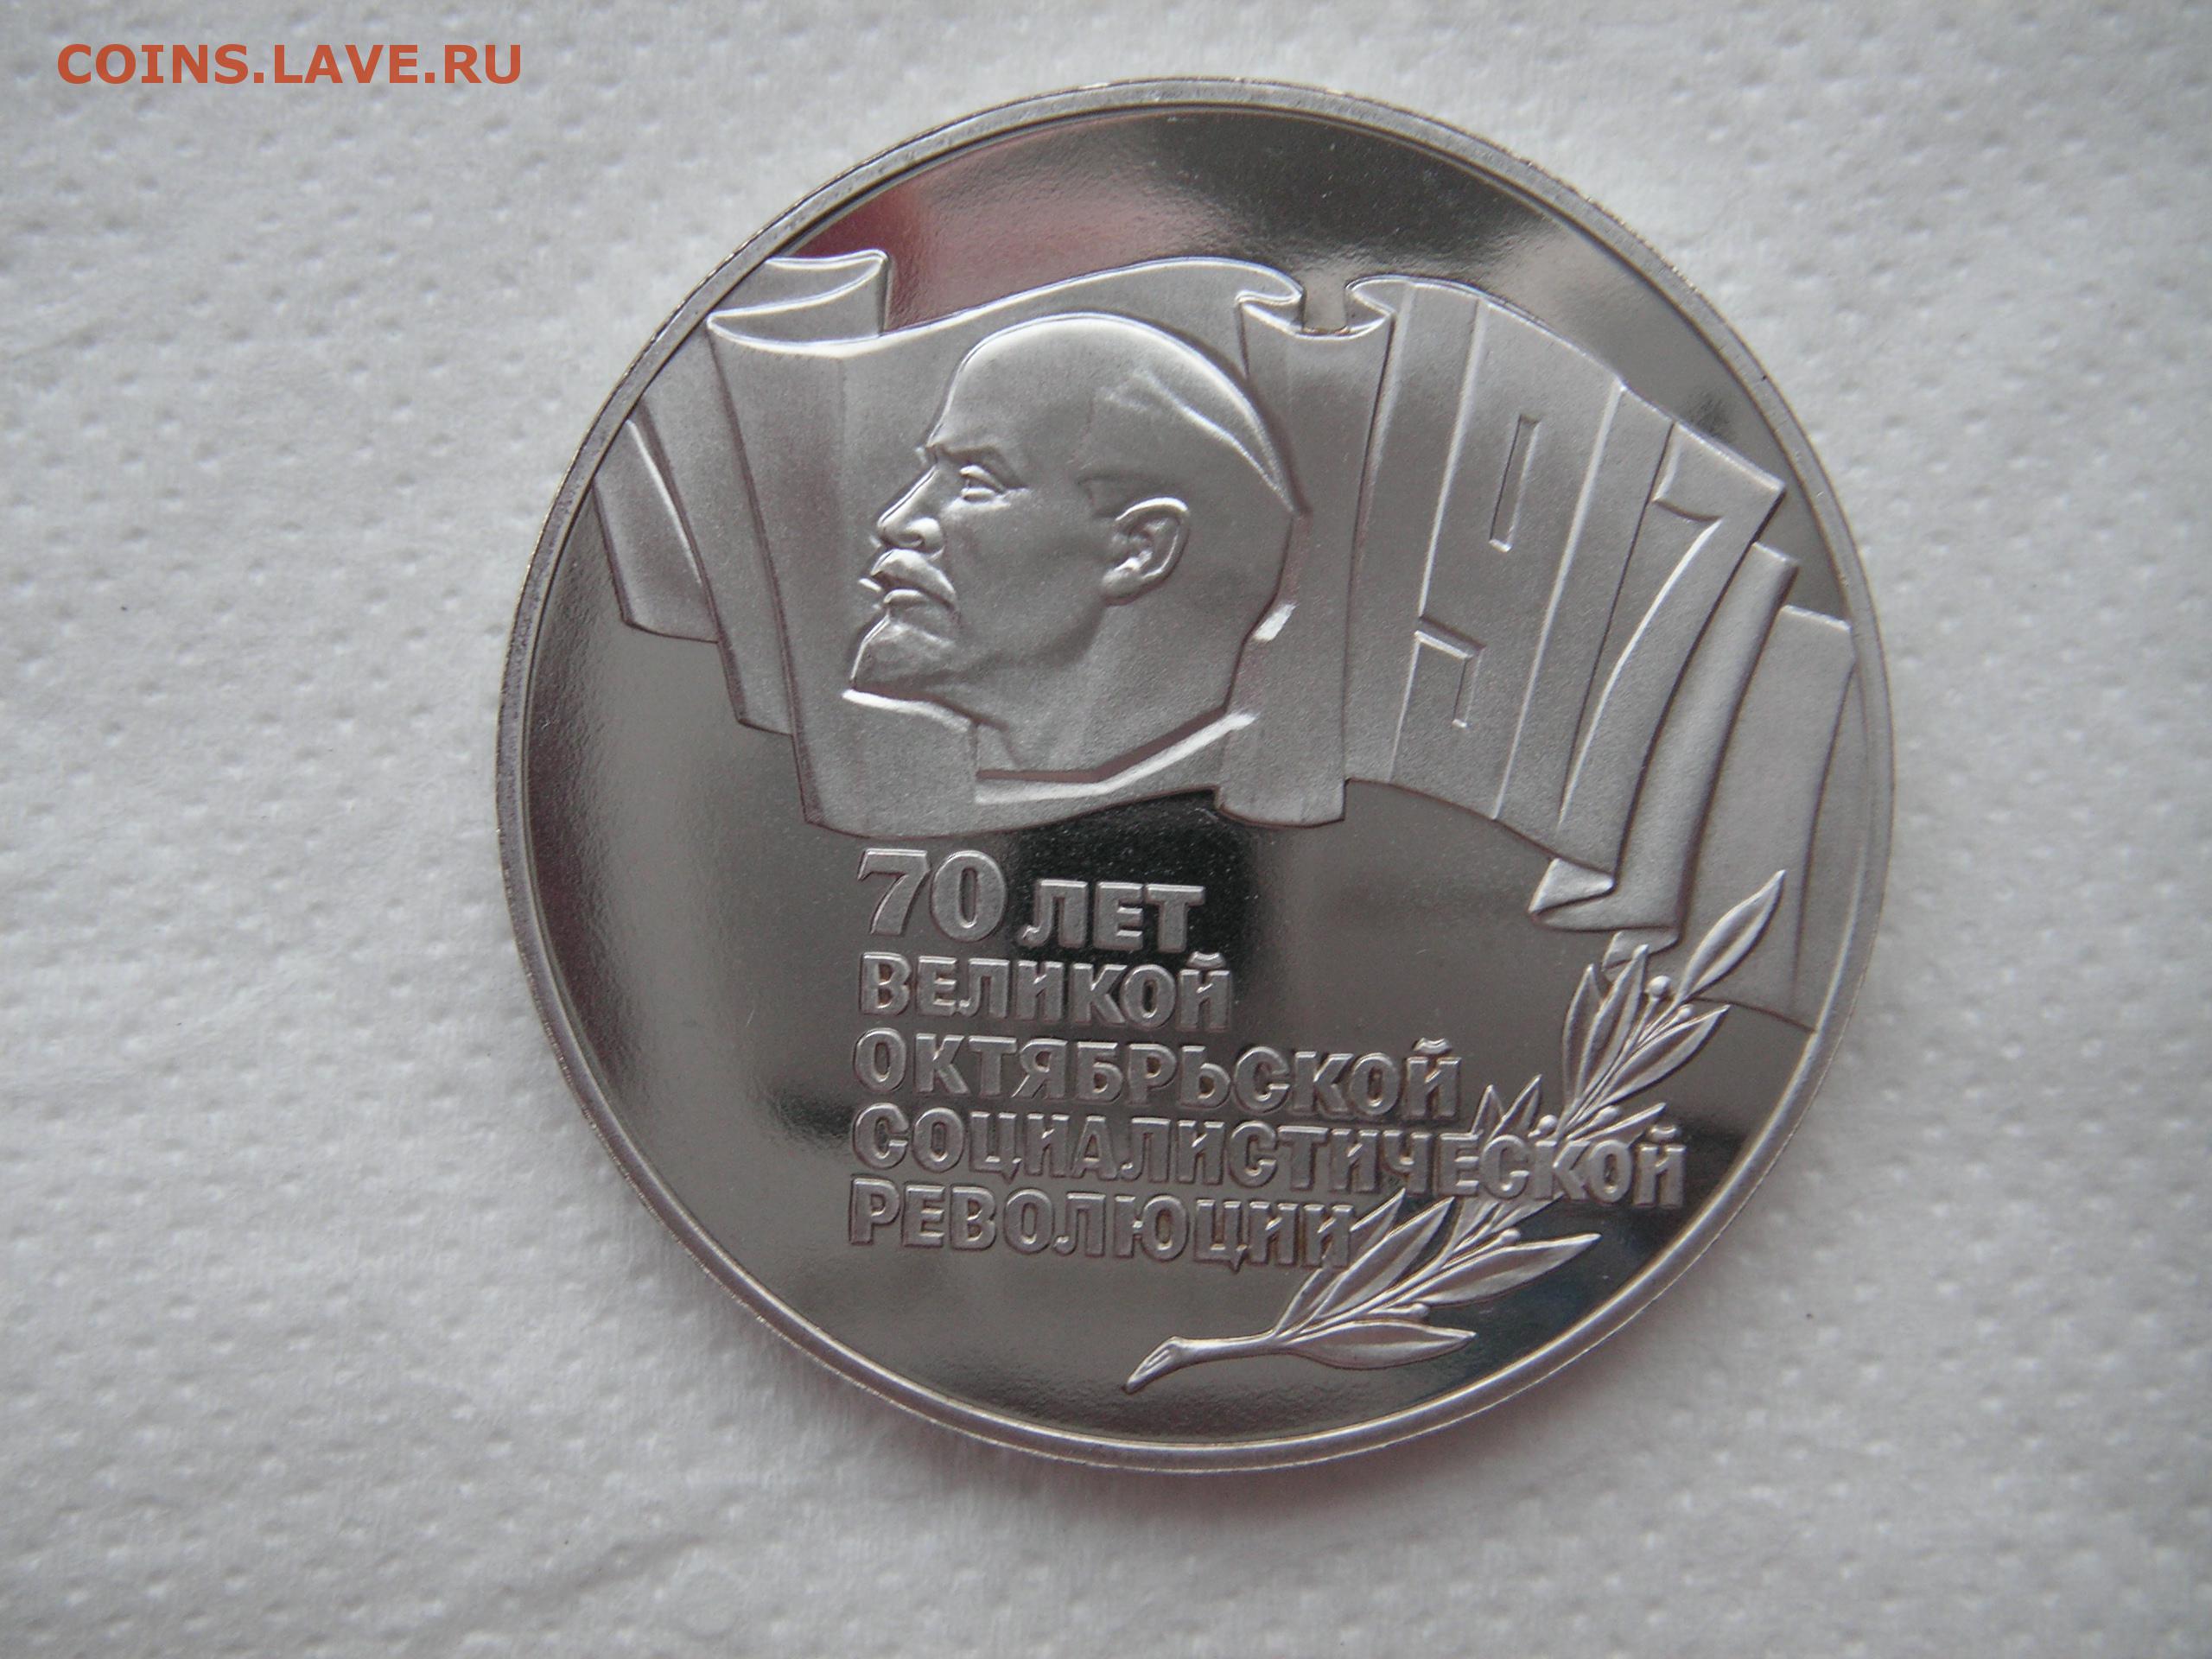 COINS.LAVE.RU
1917
70 ЛЕТ
ВЕЛИКОЙ
ОКТЯБРЬСКОЙ
СОЦИАЛИСТИЧЕСКОЙ
РЕВОЛЮЦИИ